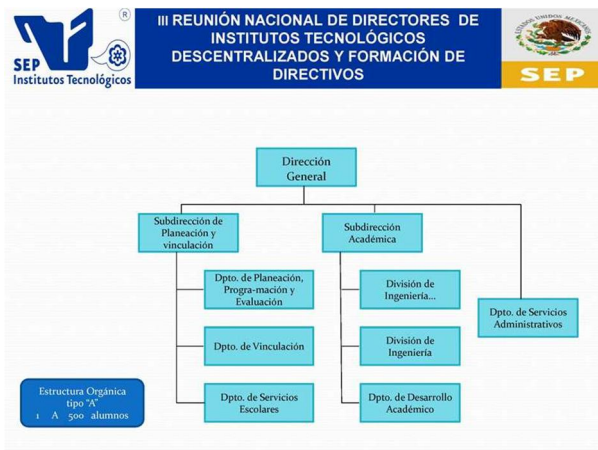 ®
SEP
Institutos Tecnológicos
III REUNIÓN NACIONAL DE DIRECTORES DE
INSTITUTOS TECNOLÓGICOS
DESCENTRALIZADOS Y FORMACIÓN DE
DIRECTIVOS
ESTADOS UNIDOS MEXICANOS
SEP
Dirección
General
Subdirección de
Planeación y
vinculación
Subdirección
Académica
Dpto. de Planeación,
Progra-mación y
Evaluación
División de
Ingeniería...
Dpto. de Servicios
Administrativos
Dpto. de Vinculación
División de
Ingeniería
Dpto. de Servicios
Escolares
Dpto. de Desarrollo
Académico
Estructura Orgánica
tipo "A"
1 A 500 alumnos